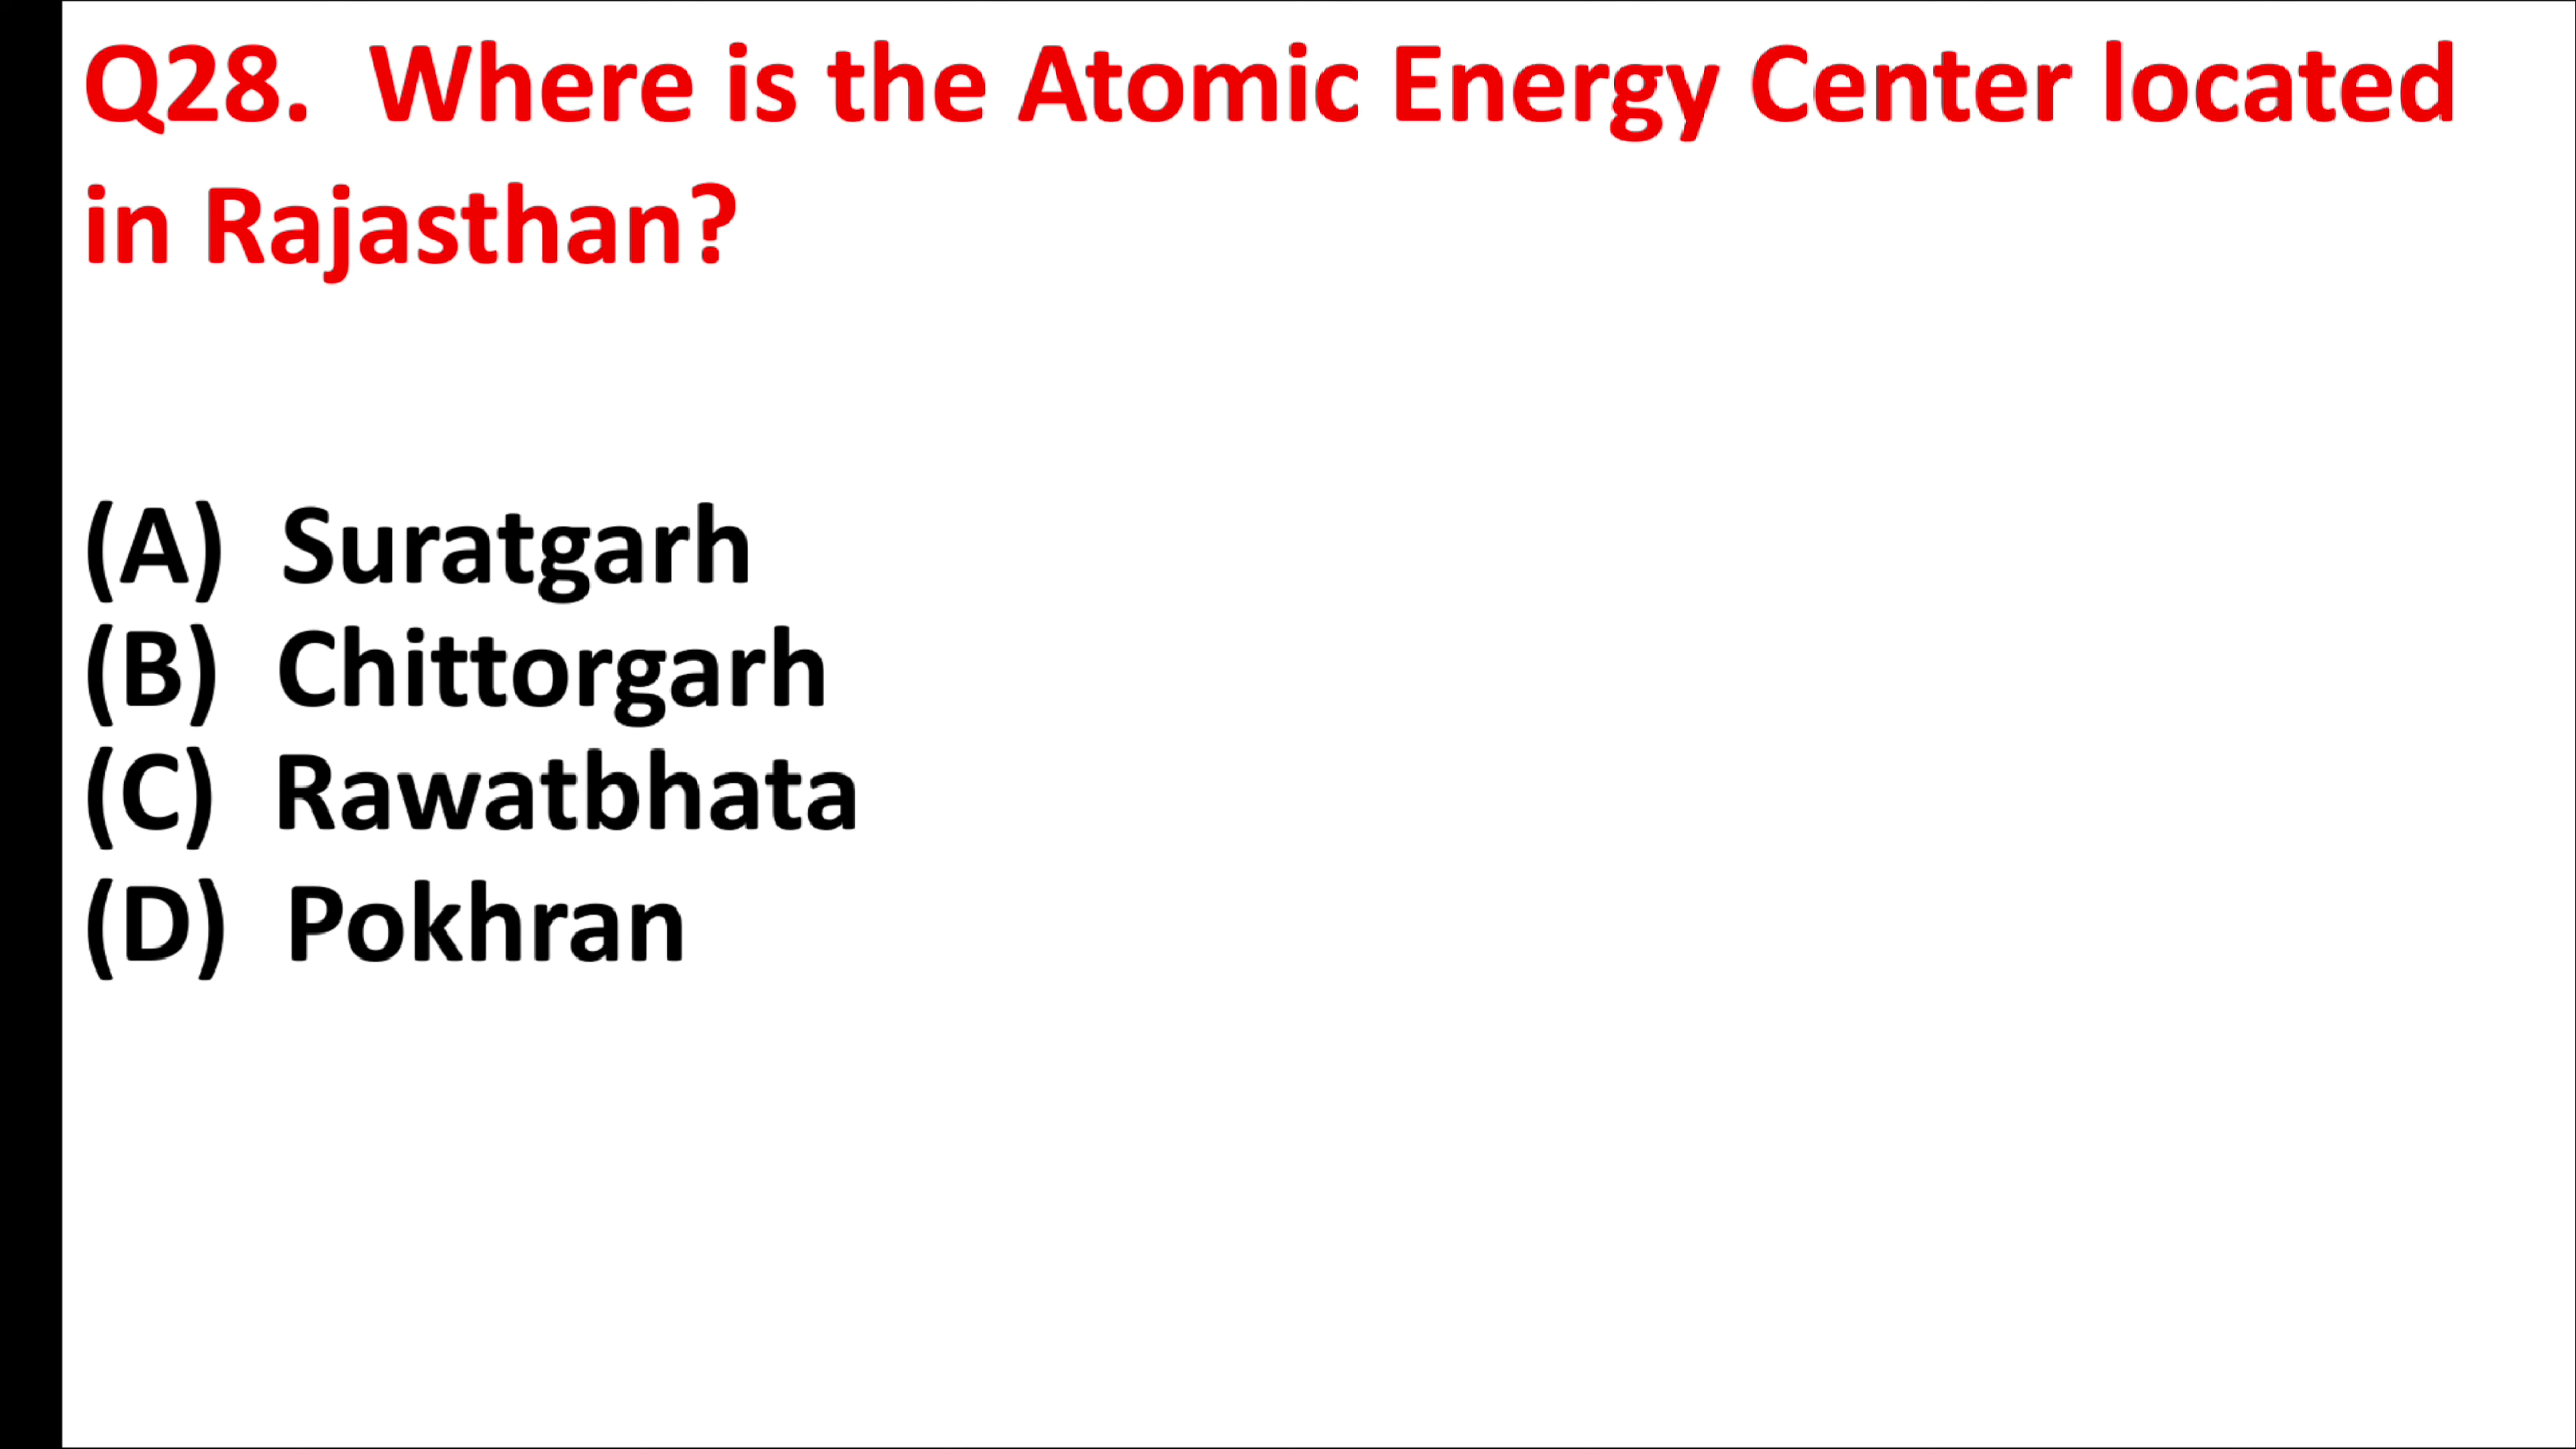 Q28. Where is the Atomic Energy Center located
in Rajasthan?
(A) Suratgarh
(B) Chittorgarh
(C) Rawatbhata
(D) Pokhran